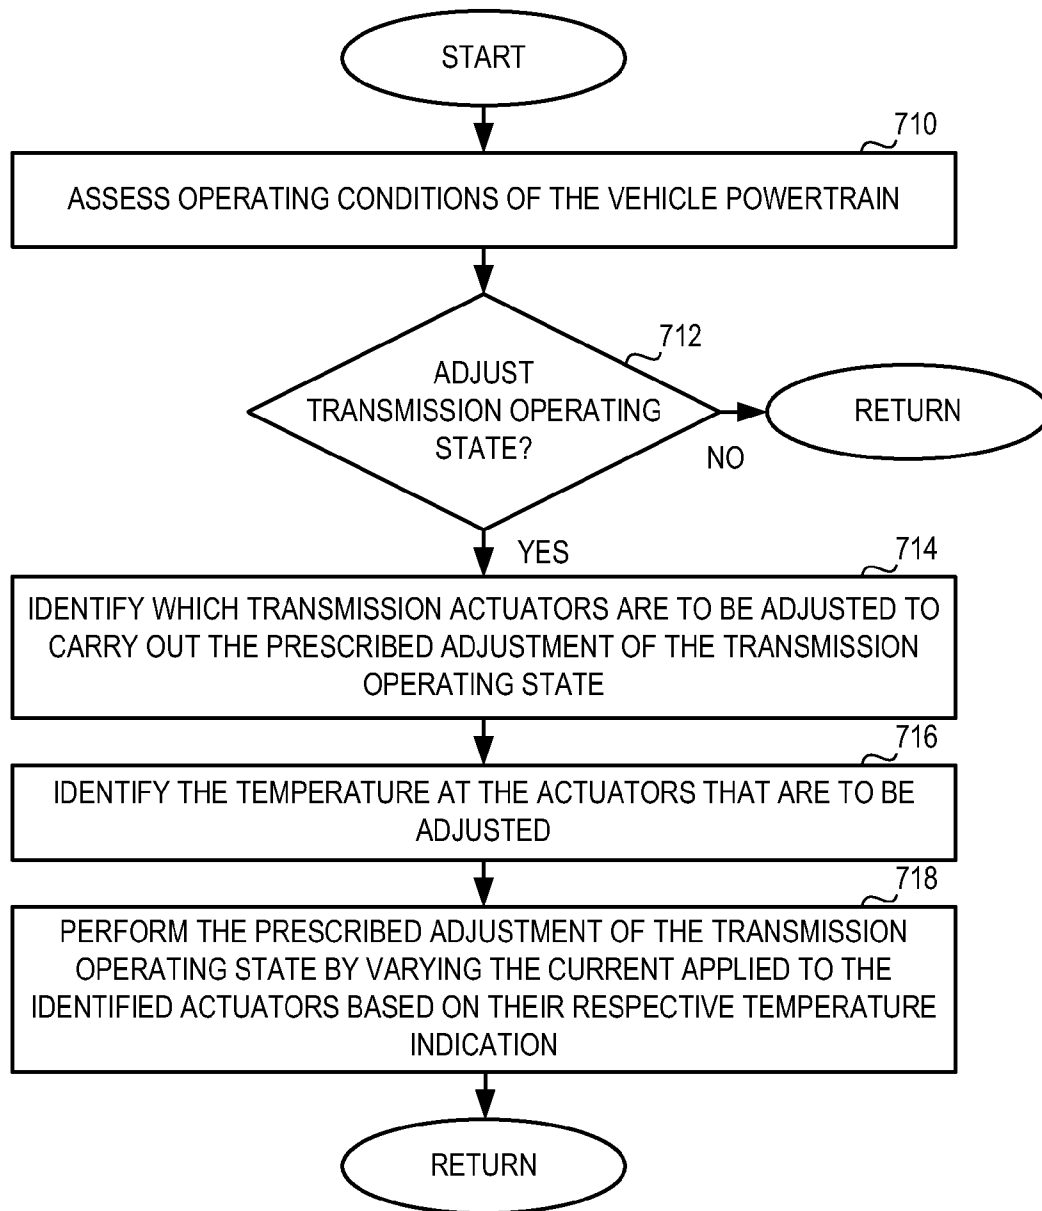 START
710
ASSESS OPERATING CONDITIONS OF THE VEHICLE POWERTRAIN
712
ADJUST
TRANSMISSION OPERATING
STATE?
RETURN
NO
YES
714
IDENTIFY WHICH TRANSMISSION ACTUATORS ARE TO BE ADJUSTED TO
CARRY OUT THE PRESCRIBED ADJUSTMENT OF THE TRANSMISSION
OPERATING STATE
716
IDENTIFY THE TEMPERATURE AT THE ACTUATORS THAT ARE TO BE
ADJUSTED
718
PERFORM THE PRESCRIBED ADJUSTMENT OF THE TRANSMISSION
OPERATING STATE BY VARYING THE CURRENT APPLIED TO THE
IDENTIFIED ACTUATORS BASED ON THEIR RESPECTIVE TEMPERATURE
INDICATION
RETURN